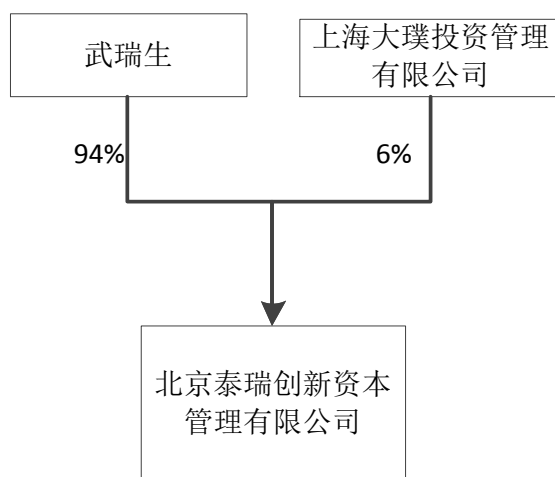 武瑞生
上海大璞投资管理
有限公司
94%
6%
北京泰瑞创新资本
管理有限公司